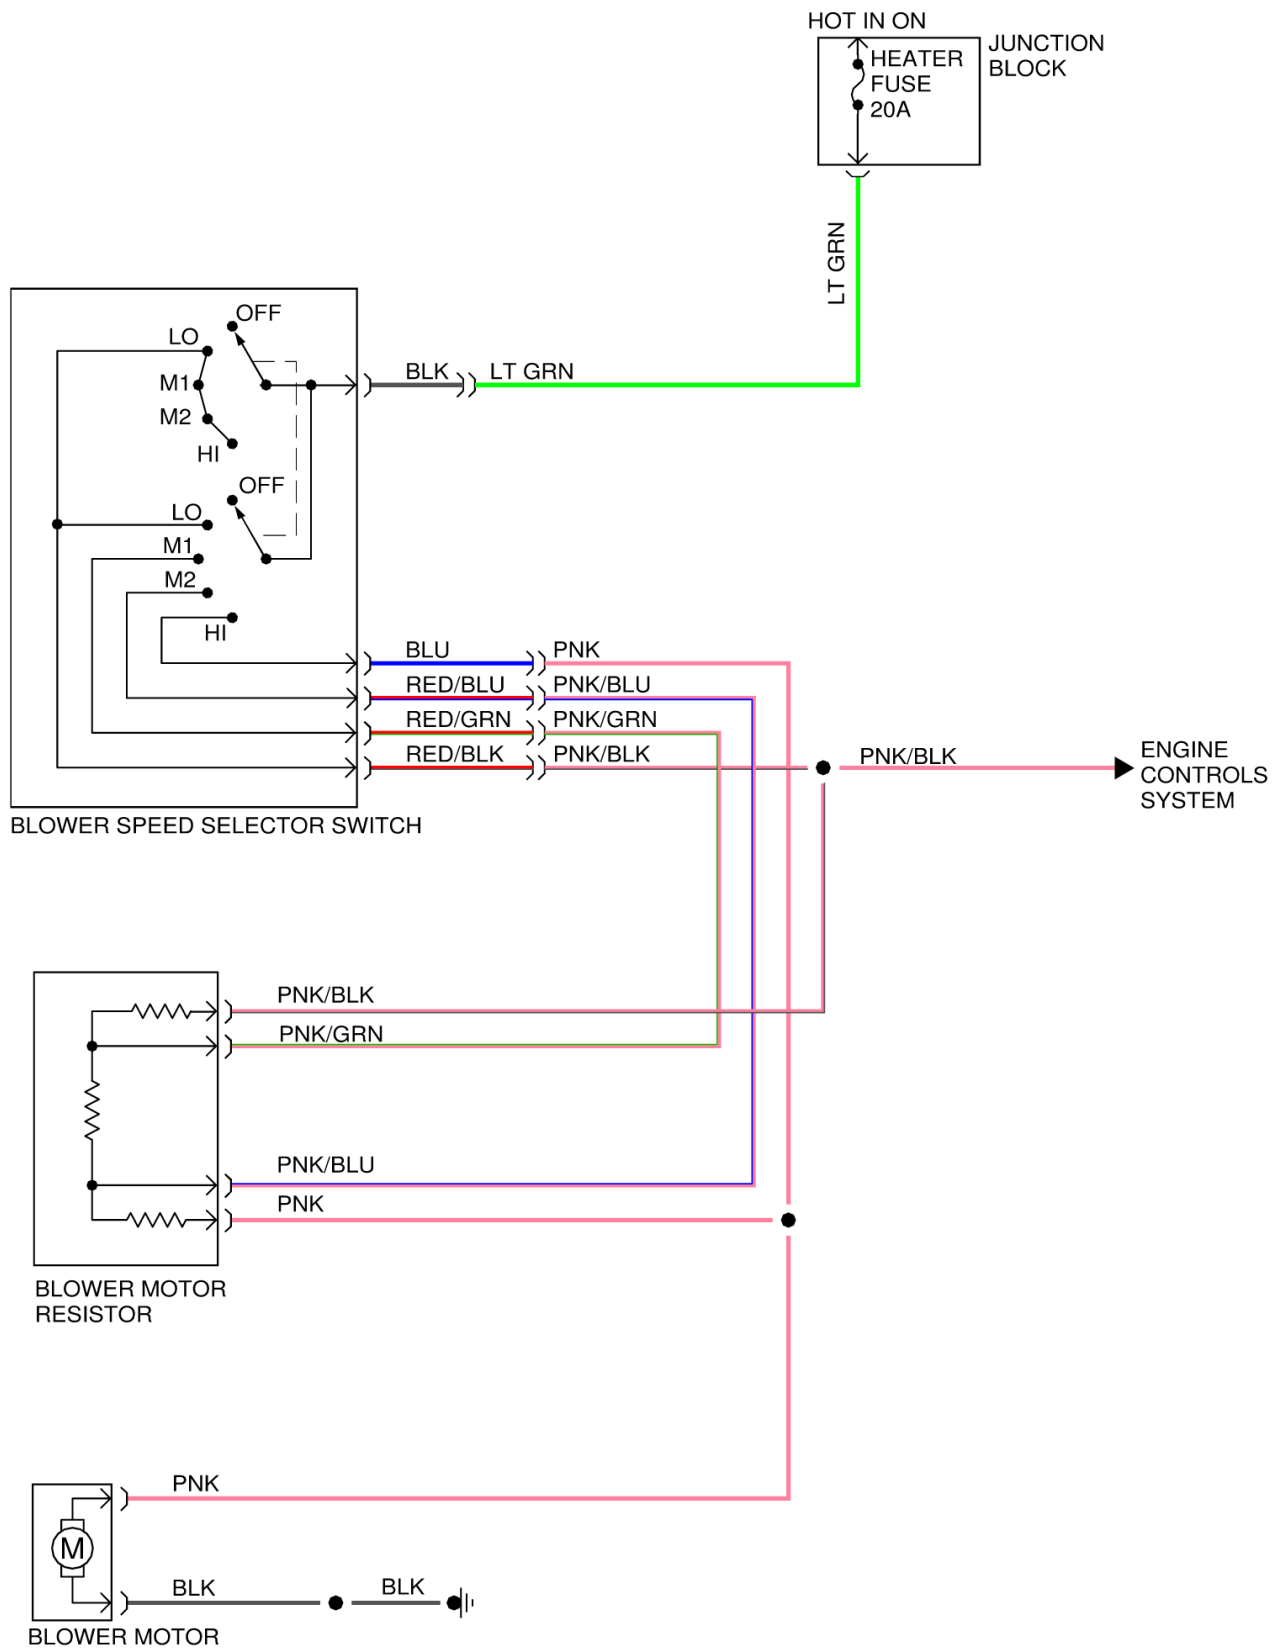 HOT IN ON
JUNCTION
BLOCK
HEATER
FUSE
20A
LT GRN
OFF
LO
M1
M2
HI
BLK
LT GRN
OFF
LO
M1
M2
HI
BLU
PNK
RED/BLU
PNK/BLU
RED/GRN
PNK/GRN
RED/BLK
PNK/BLK
PNK/BLK
ENGINE
CONTROLS
SYSTEM
BLOWER SPEED SELECTOR SWITCH
PNK/BLK
PNK/GRN
PNK/BLU
PNK
BLOWER MOTOR
RESISTOR
PNK
M
BLK
BLK
BLOWER MOTOR